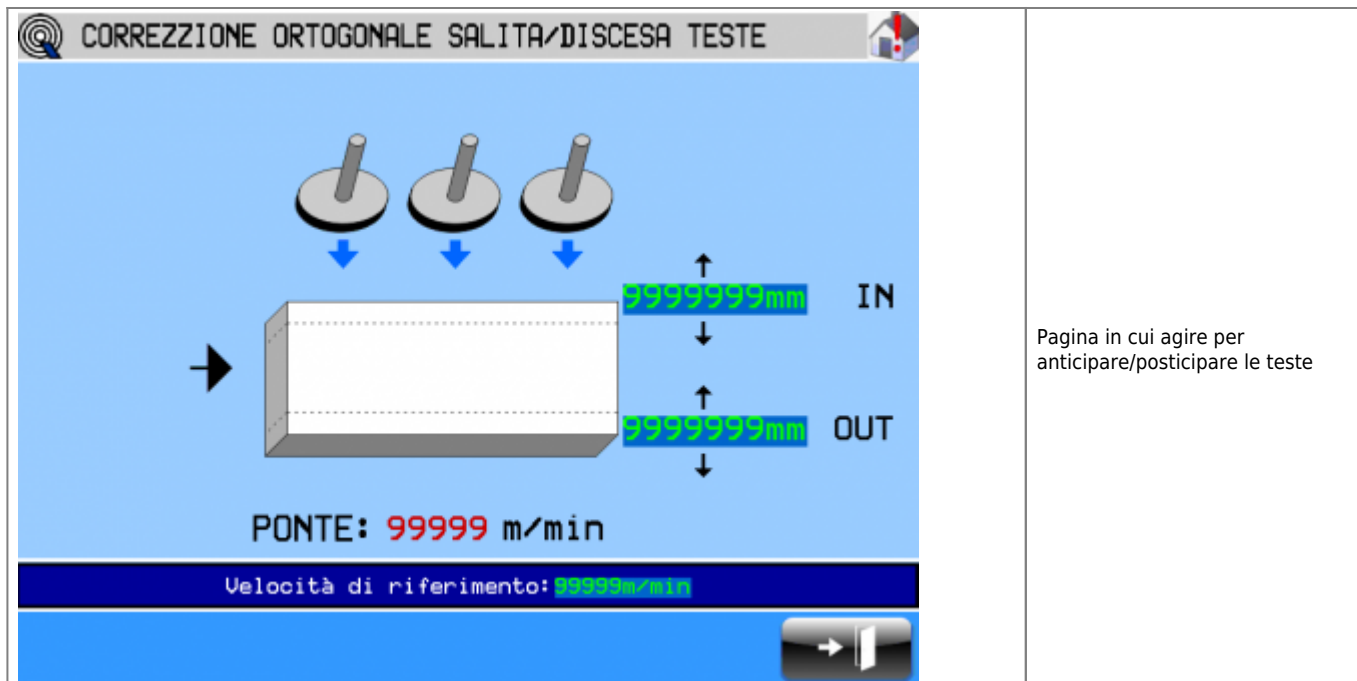 CORREZZIONE ORTOGONALE SALITA/DISCESA TESTE
9999999mm IN
9999999mm OUT
PONTE: 99999 m/min
Velocità di riferimento: 99999m/min
Pagina in cui agire per
anticipare/posticipare le teste